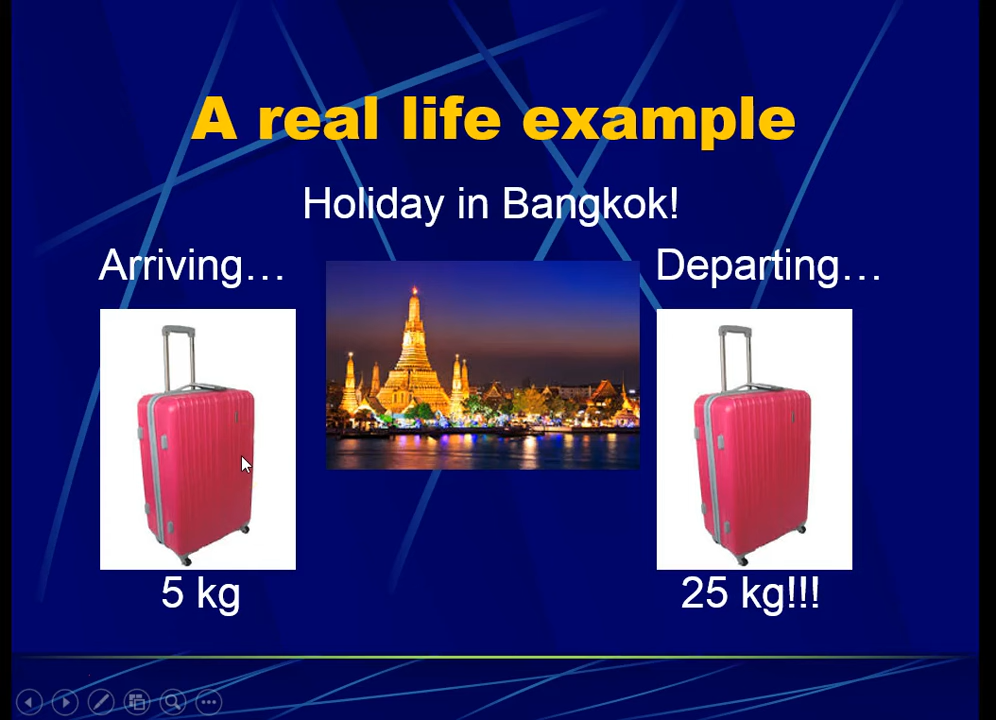 A real life example
Holiday in Bangkok!
Arriving…
Departing…
5 kg
25 kg!!!